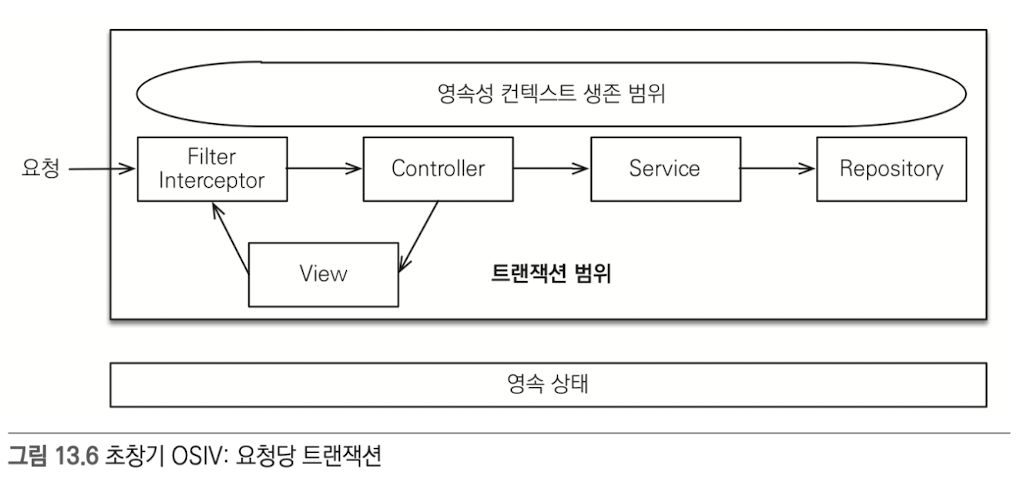 영속성 컨텍스트 생존 범위
요청
Filter
Interceptor
Controller
Service
Repository
View
트랜잭션 범위
영속 상태
그림 13.6 초창기 OSIV: 요청당 트랜잭션